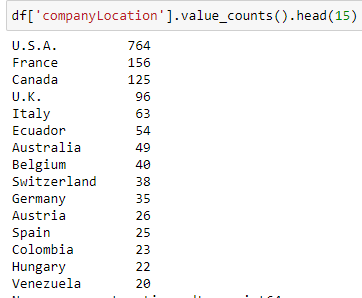 df['companyLocation'].value_counts().head(15)
U.S.A. 764
France 156
Canada 125
U.K. 96
Italy 63
Ecuador 54
Australia 49
Belgium 40
Switzerland 38
Germany 35
Austria 26
Spain 25
Colombia 23
Hungary 22
Venezuela 20